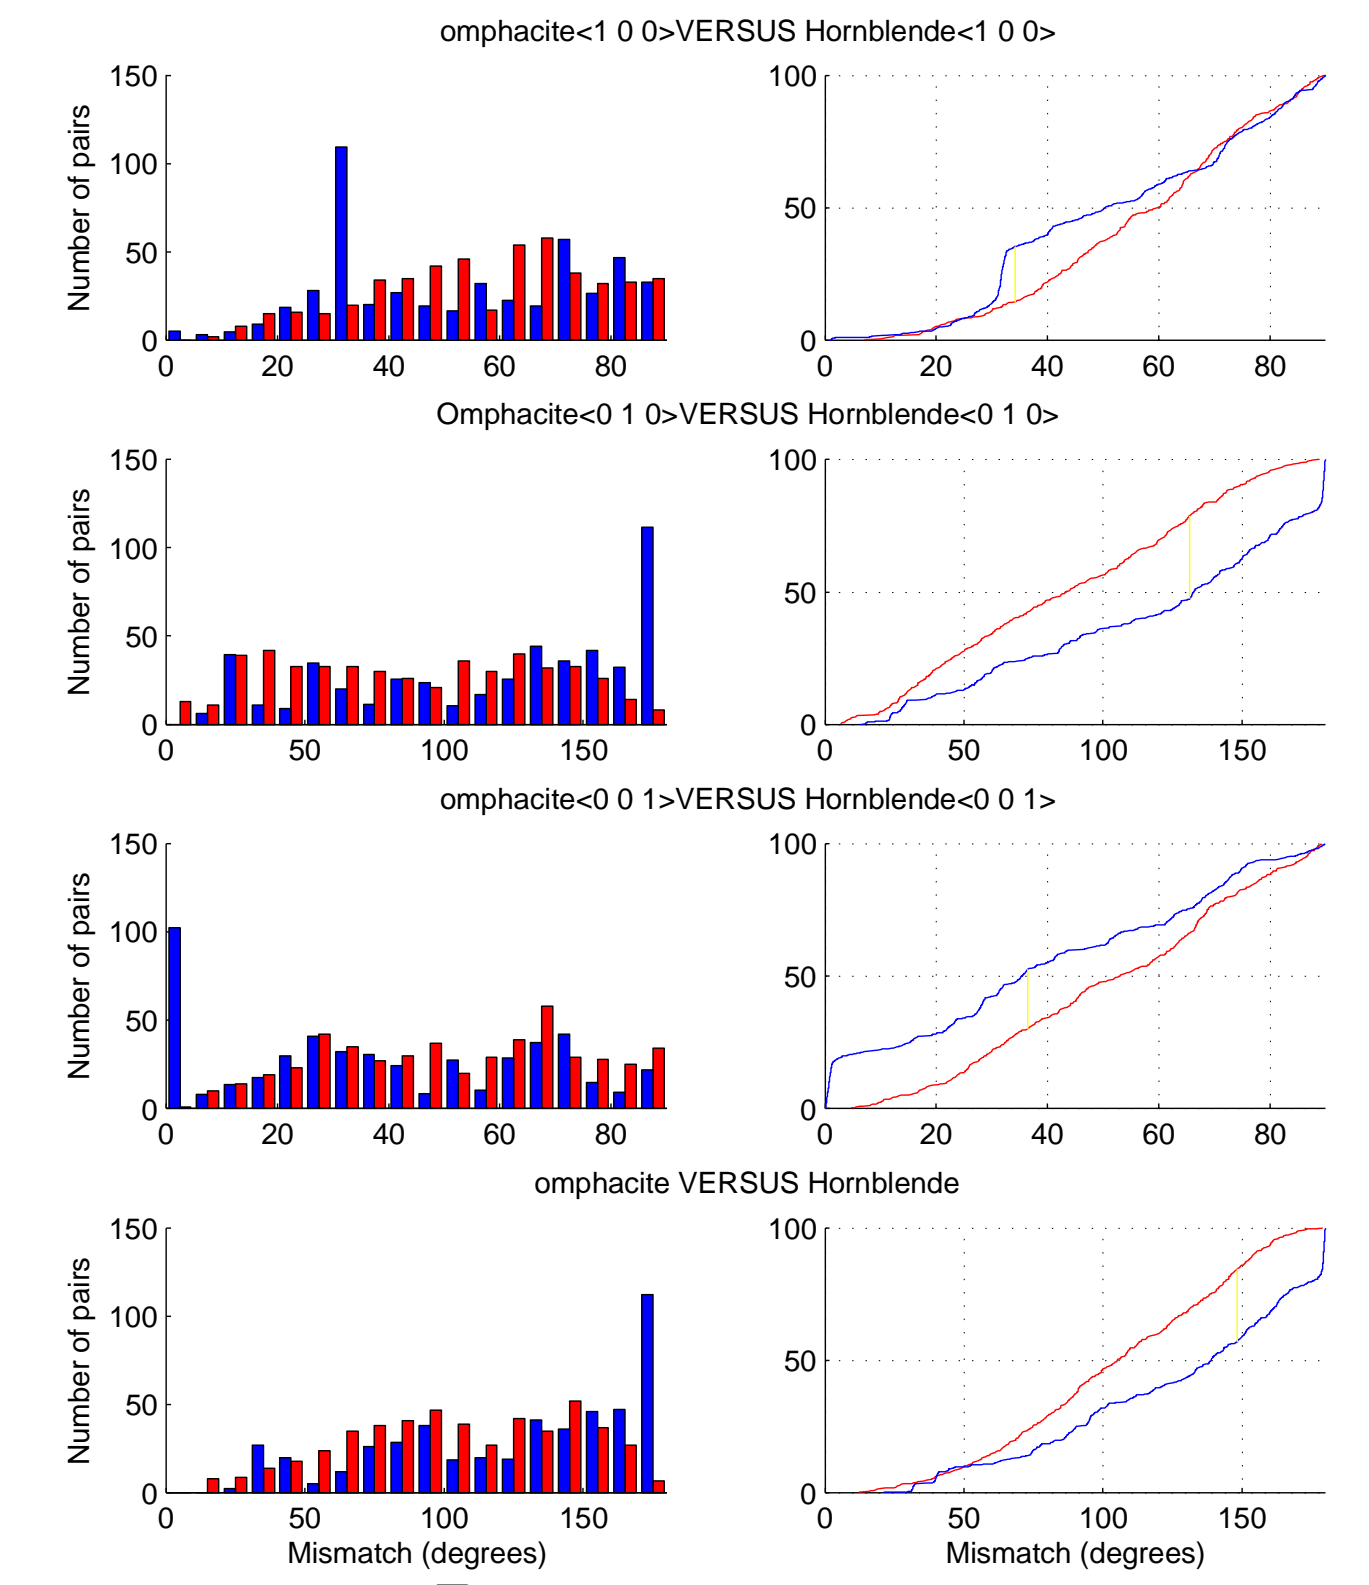 omphacite<1 0 0>VERSUS Hornblende<1 0 0>
Number of pairs
150
100
50
0
0 20 40 60 80
100
50
0
0 20 40 60 80
Omphacite<0 1 0>VERSUS Hornblende<0 1 0>
Number of pairs
150
100
50
0
0 50 100 150
100
50
0
0 50 100 150
omphacite<0 0 1>VERSUS Hornblende<0 0 1>
Number of pairs
150
100
50
0
0 20 40 60 80
100
50
0
0 20 40 60 80
omphacite VERSUS Hornblende
Number of pairs
150
100
50
0
0 50 100 150
Mismatch (degrees)
100
50
0
0 50 100 150
Mismatch (degrees)